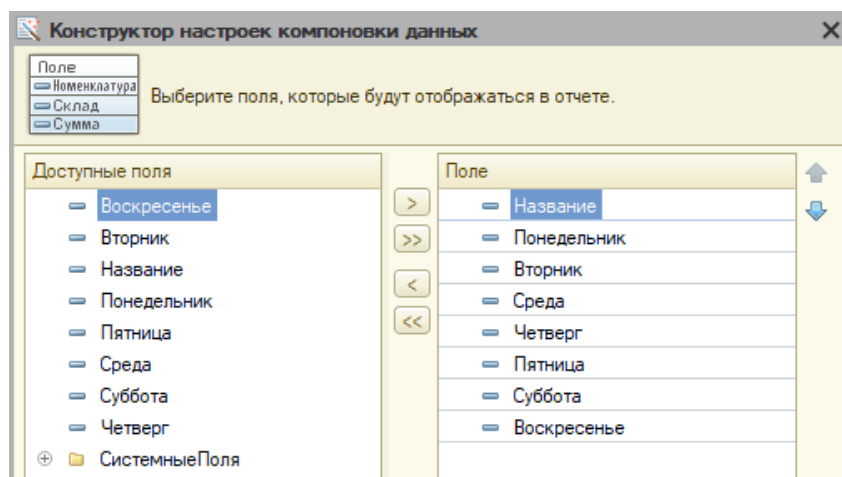 Конструктор настроек компоновки данных
Поле
Номенклатура
Склад
Сумма
Выберите поля, которые будут отображаться в отчете.
Доступные поля
Воскресенье
Вторник
Название
Понедельник
Пятница
Среда
Суббота
Четверг
СистемныеПоля
>
>>
<
<<
Поле
Название
Понедельник
Вторник
Среда
Четверг
Пятница
Суббота
Воскресенье